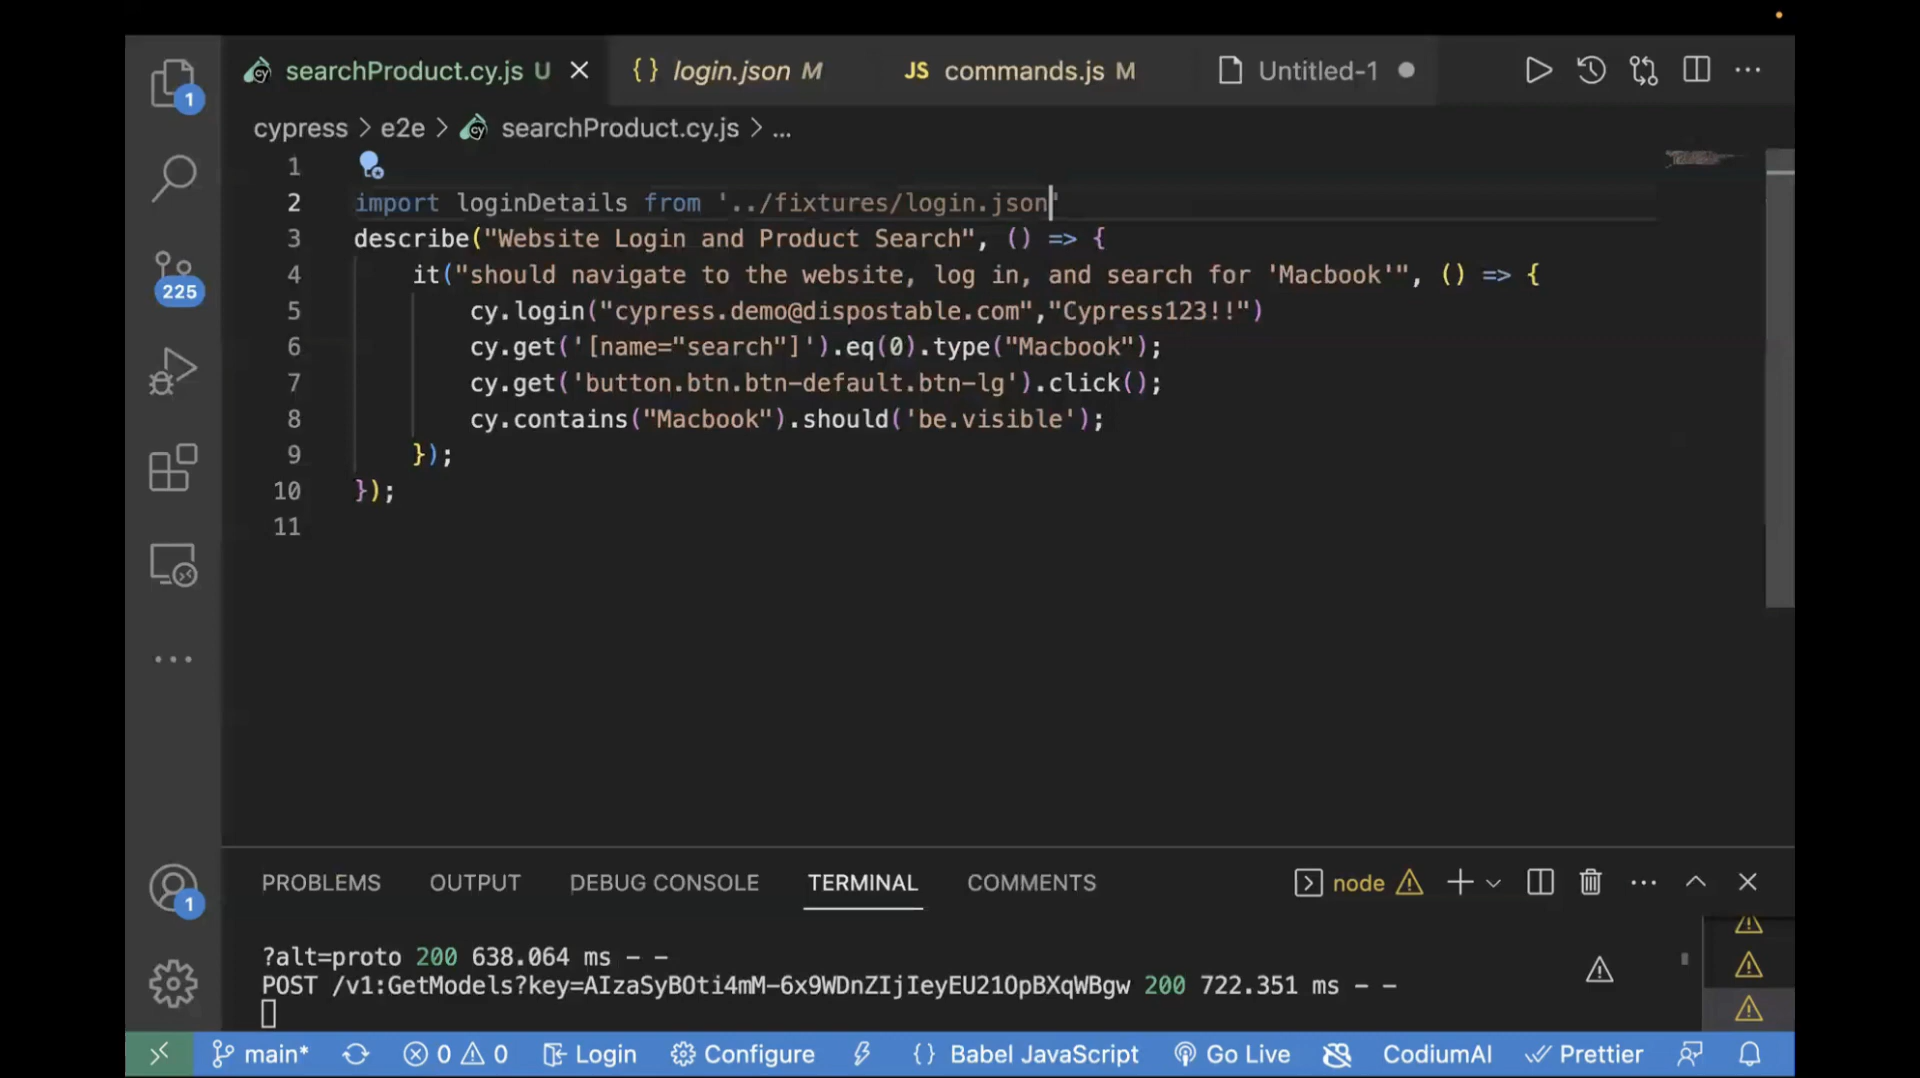 searchProduct.cy.js U
{} login.json M
JS commands.js M
Untitled-1
cypress > e2e > searchProduct.cy.js > ...
1
2 import loginDetails from '../fixtures/login.json'
3 describe("Website Login and Product Search", () => {
4 it("should navigate to the website, log in, and search for 'Macbook'", () => {
5 cy.login("cypress.demo@dispostable.com","Cypress123!!")
6 cy.get('[name="search"]').eq(0).type("Macbook");
7 cy.get('button.btn.btn-default.btn-lg').click();
8 cy.contains("Macbook").should('be.visible');
9 });
10 });
11
1
225
1
PROBLEMS OUTPUT DEBUG CONSOLE TERMINAL COMMENTS node
?alt=proto 200 638.064 ms - -
POST /v1:GetModels?key=AIzaSyBOti4mM-6x9WDnZIjIeyEU21OpBXqWBgw 200 722.351 ms - -
main* 0 0 Login Configure {} Babel JavaScript Go Live CodiumAI Prettier